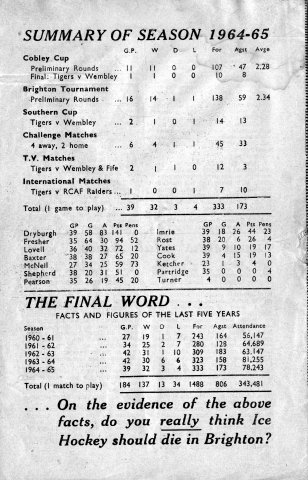 SUMMARY OF SEASON 1964-65
G.P. W D L For Agst Avge
Cobley Cup
Preliminary Rounds ... 11 11 0 0 107 47 2.28
Final: Tigers v Wembley 1 1 0 0 10 8
Brighton Tournament
Preliminary Rounds ... 16 14 1 1 138 59 2.34
Southern Cup
Tigers v Wembley ... 2 1 0 1 14 13
Challenge Matches
4 away, 2 home ... 6 4 1 1 45 33
T.V. Matches
Tigers v Wembley & Fife 2 1 1 0 12 3
International Matches
Tigers v RCAF Raiders ... 1 0 0 1 7 10
Total (1 game to play) ... 39 32 3 4 333 173
GP G A Pts Pens
Dryburgh 39 58 83 141 0
Fresher 35 64 30 94 52
Lovell 36 40 32 72 12
Baxter 38 38 27 65 20
McNeil 27 34 25 59 73
Shepherd 38 20 31 51 0
Pearson 35 26 19 45 20
GP G A Pts Pens
Imrie 39 18 26 44 23
Rost 38 20 6 26 4
Yates 39 9 10 19 17
Cook 39 4 15 19 13
Ketcher 23 1 3 4 0
Partridge 35 0 0 0 4
Turner 4 0 0 0 0
THE FINAL WORD ...
FACTS AND FIGURES OF THE LAST FIVE YEARS
Season G.P. W D L For Agst Attendance
1960 - 61 ... 27 19 1 7 243 164 56,147
1961 - 62 ... 34 25 2 7 280 128 64,689
1962 - 63 ... 42 31 1 10 309 183 63,147
1963 - 64 ... 42 30 6 6 323 158 81,255
1964 - 65 ... 39 32 3 4 333 173 78,243
Total (1 match to play) 184 137 13 34 1488 806 343,481
... On the evidence of the above
facts, do you really think Ice
Hockey should die in Brighton?